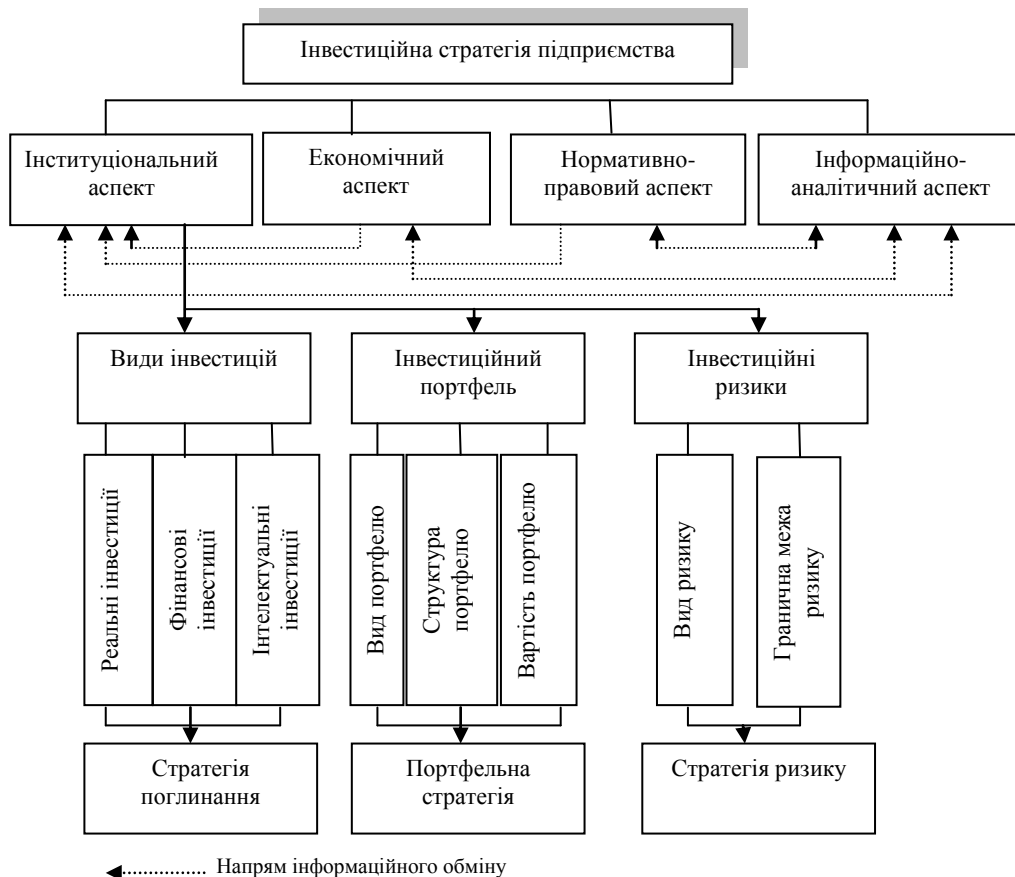 Інвестиційна стратегія підприємства
Інституціональний
аспект
Економічний
аспект
Нормативно-
правовий аспект
Інформаційно-
аналітичний аспект
Види інвестицій
Інвестиційний
портфель
Інвестиційні
ризики
Реальні інвестиції
Фінансові
інвестиції
Інтелектуальні
інвестиції
Вид портфелю
Структура
портфелю
Вартість портфелю
Вид ризику
Гранична межа
ризику
Стратегія
поглинання
Портфельна
стратегія
Стратегія ризику
Напрям інформаційного обміну